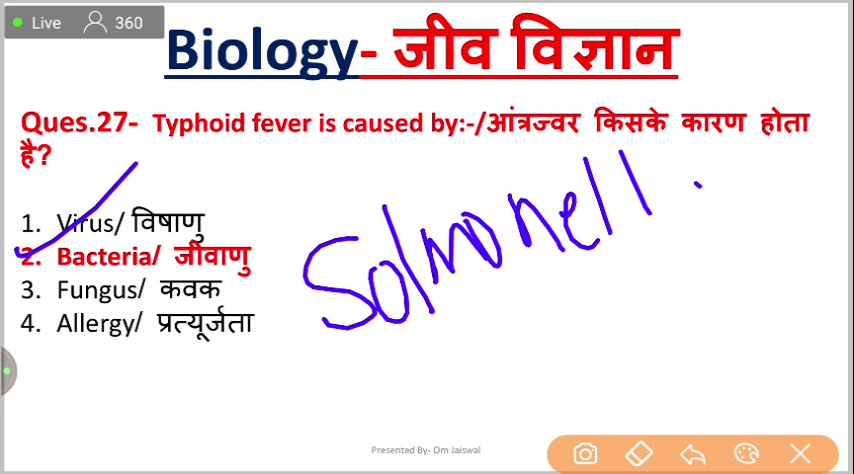 Live 360
Biology- जीव विज्ञान
Ques.27- Typhoid fever is caused by:-/आंत्रज्वर किसके कारण होता
है?
1. Virus/ विषाणु
2. Bacteria/ जीवाणु
3. Fungus/ कवक
4. Allergy/ प्रत्यूर्जता
Salmonell
Presented By- Om Jaiswal